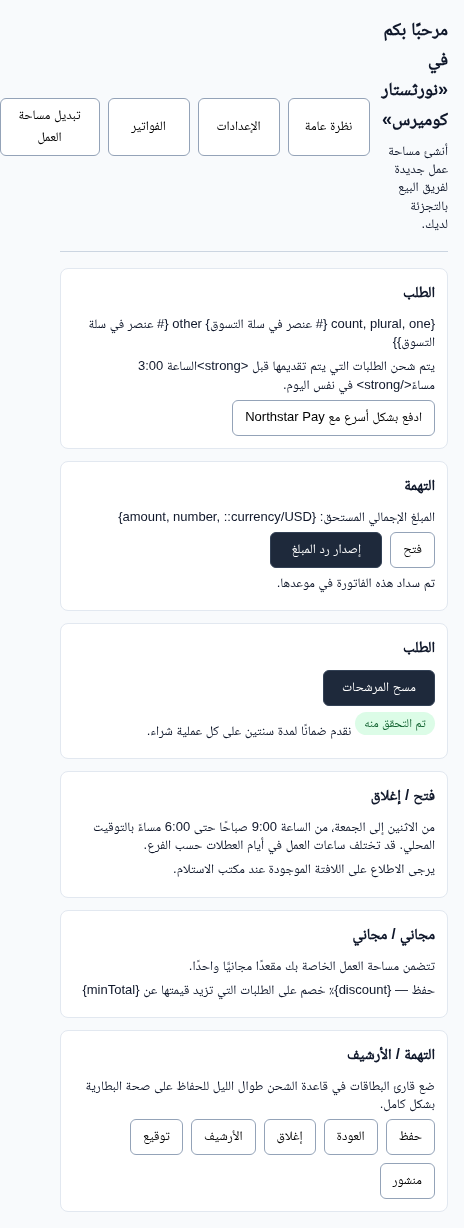 مرحبًا بكم
في
«نورثستار
كوميرس»
أنشئ مساحة
عمل جديدة
لفريق البيع
بالتجزئة
لديك.
نظرة عامة
الإعدادات
الفواتير
تبديل مساحة
العمل
الطلب
{count, plural, one {# عنصر في سلة التسوق} other {# عنصر في سلة
التسوق}}
يتم شحن الطلبات التي يتم تقديمها قبل <strong>الساعة 3:00
مساءً</strong> في نفس اليوم.
ادفع بشكل أسرع مع Northstar Pay
التهمة
المبلغ الإجمالي المستحق: {amount, number, ::currency/USD}
فتح
إصدار رد المبلغ
تم سداد هذه الفاتورة في موعدها.
الطلب
مسح المرشحات
تم التحقق منه
نقدم ضمانًا لمدة سنتين على كل عملية شراء.
فتح / إغلاق
من الاثنين إلى الجمعة، من الساعة 9:00 صباحًا حتى 6:00 مساءً بالتوقيت
المحلي. قد تختلف ساعات العمل في أيام العطلات حسب الفرع.
يرجى الاطلاع على اللافتة الموجودة عند مكتب الاستلام.
مجاني / مجاني
تتضمن مساحة العمل الخاصة بك مقعدًا مجانيًا واحدًا.
حفظ — {discount}٪ خصم على الطلبات التي تزيد قيمتها عن {minTotal}
التهمة / الأرشيف
ضع قارئ البطاقات في قاعدة الشحن طوال الليل للحفاظ على صحة البطارية
بشكل كامل.
حفظ
العودة
إغلاق
الأرشيف
توقيع
منشور